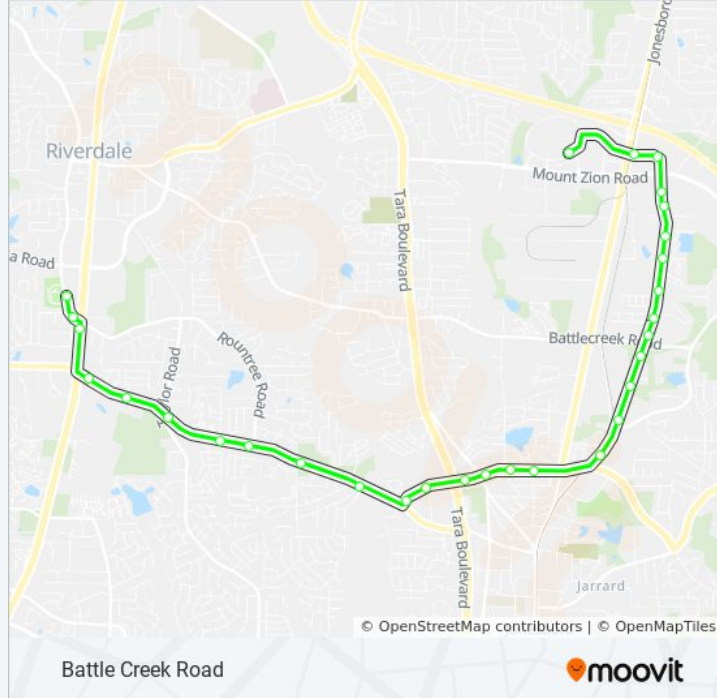 Jonesboro
Riverdale
Mount Zion Road
Tara Boulevard
a Road
Battlecreek Road
Rountree Road
Taylor Road
Tara Boulevard
Jarrard
© OpenStreetMap contributors | © OpenMapTiles
Battle Creek Road
moovit